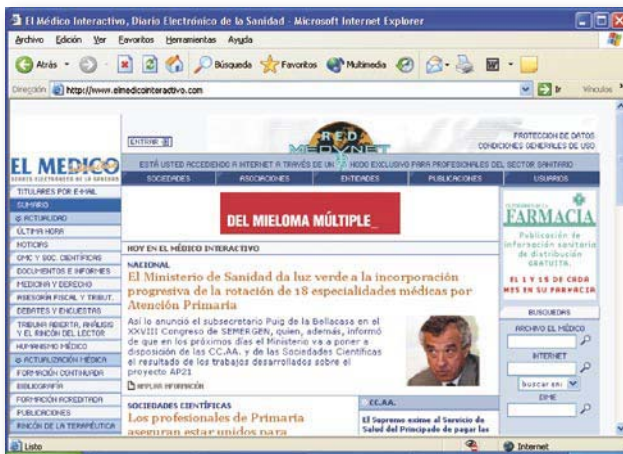 El Médico Interactivo, Diario Electrónico de la Sanidad - Microsoft Internet Explorer
Archivo Edición Ver Favoritos Herramientas Ayuda
Atrás Búsqueda Favoritos Multimedia
Dirección http://www.elmedicointeractivo.com Ir Vínculos
ENTRAR
RED
MEDYNET
PROTECCION DE DATOS
CONDICIONES GENERALES DE USO
EL MEDICO
ESTÁ USTED ACCEDIENDO A INTERNET A TRAVÉS DE UN NODO EXCLUSIVO PARA PROFESIONALES DEL SECTOR SANITARIO
SOCIEDADES ASOCIACIONES ENTIDADES PUBLICACIONES USUARIOS
TITULARES POR E-MAIL
SUMARIO
ACTUALIDAD
ÚLTIMA HORA
NOTICIAS
OMC Y SOC. CIENTÍFICAS
DOCUMENTOS E INFORMES
MEDICINA Y DERECHO
ASESORÍA FISCAL Y TRIBUT.
DEBATES Y ENCUESTAS
TRIBUNA ABIERTA, ANÁLISIS
Y EL RINCÓN DEL LECTOR
HUMANISMO MÉDICO
ACTUALIZACIÓN MÉDICA
FORMACIÓN CONTINUADA
BIBLIOGRAFÍA
FORMACIÓN ACREDITADA
PUBLICACIONES
RINCÓN DE LA TERAPÉUTICA
DEL MIELOMA MÚLTIPLE_
HOY EN EL MÉDICO INTERACTIVO
NACIONAL
El Ministerio de Sanidad da luz verde a la incorporación
progresiva de la rotación de 18 especialidades médicas por
Atención Primaria
Así lo anunció el subsecretario Puig de la Bellacasa en el
XXVIII Congreso de SEMERGEN, quien, además, informó
de que en los próximos días el Ministerio va a poner a
disposición de las CC.AA. y de las Sociedades Científicas
el resultado de los trabajos desarrollados sobre el
proyecto AP21
AMPLIAR INFORMACIÓN
SOCIEDADES CIENTÍFICAS
Los profesionales de Primaria
aseguran estar unidos para
CC.AA.
El Supremo exime al Servicio de
Salud del Principado de pagar las
FARMACIA
Publicación de
información sanitaria
de distribución
GRATUITA.
EL 1 Y 15 DE CADA
MES EN SU FARMACIA
BUSQUEDAS
ARCHIVO EL MÉDICO
INTERNET
buscar en:
DIME
Listo Internet